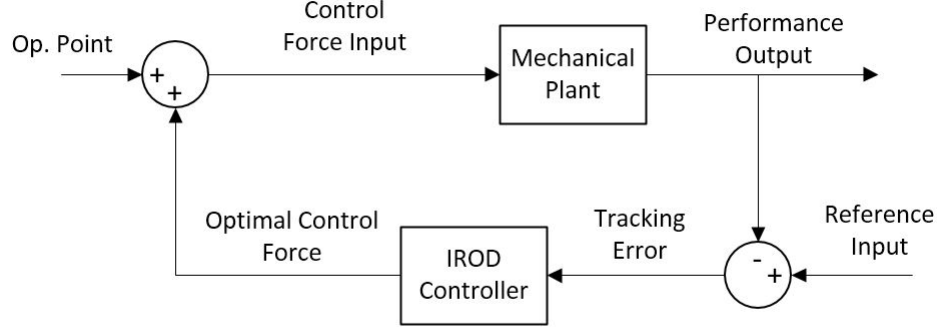 Control
Force Input
Op. Point
+
+
Mechanical
Plant
Performance
Output
Optimal Control
Force
IROD
Controller
Tracking
Error
-
+
Reference
Input